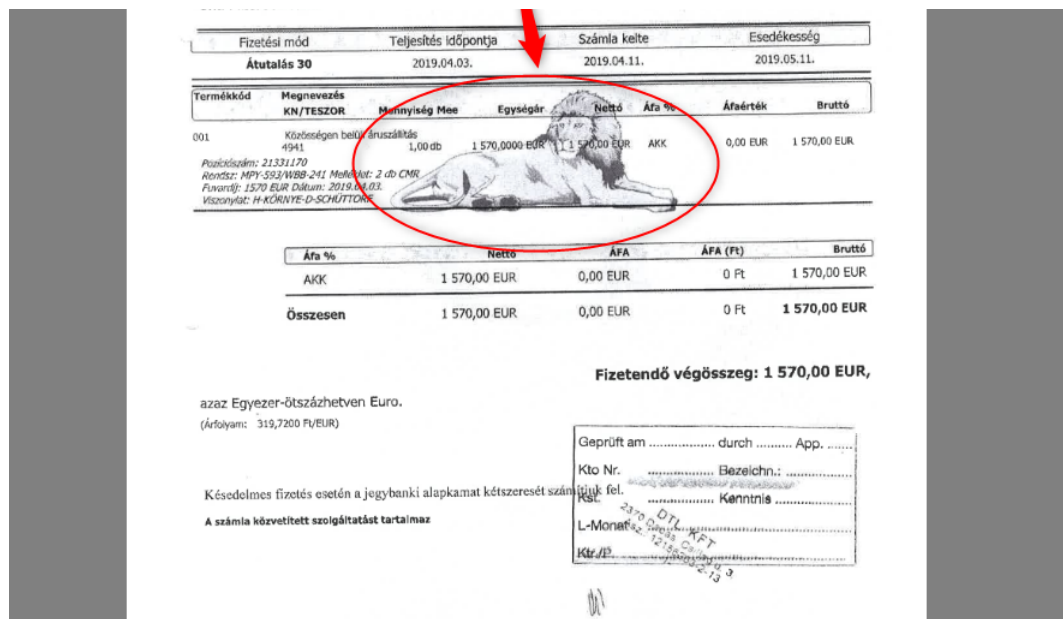 Fizetési mód Teljesítés időpontja Számla kelte Esedékesség
Átutalás 30 2019.04.03. 2019.04.11. 2019.05.11.
Termékkód Megnevezés
KN/TESZOR Mennyiség Mee Egységár Nettó Áfa % Áfaérték Bruttó
001 Közösségen belüli áruszállítás
4941 1,00 db 1 570,0000 EUR 1 570,00 EUR AKK 0,00 EUR 1 570,00 EUR
Pozíciószám: 21331170
Rendsz: MPY-593/WBB-241 Melléklet: 2 db CMR
Fuvardíj: 1570 EUR Dátum: 2019.04.03.
Viszonylat: H-KÖRNYE-D-SCHÜTTORF
Áfa % Nettó ÁFA ÁFA (Ft) Bruttó
AKK 1 570,00 EUR 0,00 EUR 0 Ft 1 570,00 EUR
Összesen 1 570,00 EUR 0,00 EUR 0 Ft 1 570,00 EUR
Fizetendő végösszeg: 1 570,00 EUR,
azaz Egyezer-ötszázhetven Euro.
(Árfolyam: 319,7200 Ft/EUR)
Geprüft am ................ durch .......... App. .......
Kto Nr. ................ Bezeichn.: ................
Késedelmes fizetés esetén a jegybanki alapkamat kétszeresét számítjuk fel.
Kst. ................ Kenntnis ................
A számla közvetített szolgáltatást tartalmaz
L-Monat
Ktr./P.
DTL KFT
2370 Dabas, u. 3.